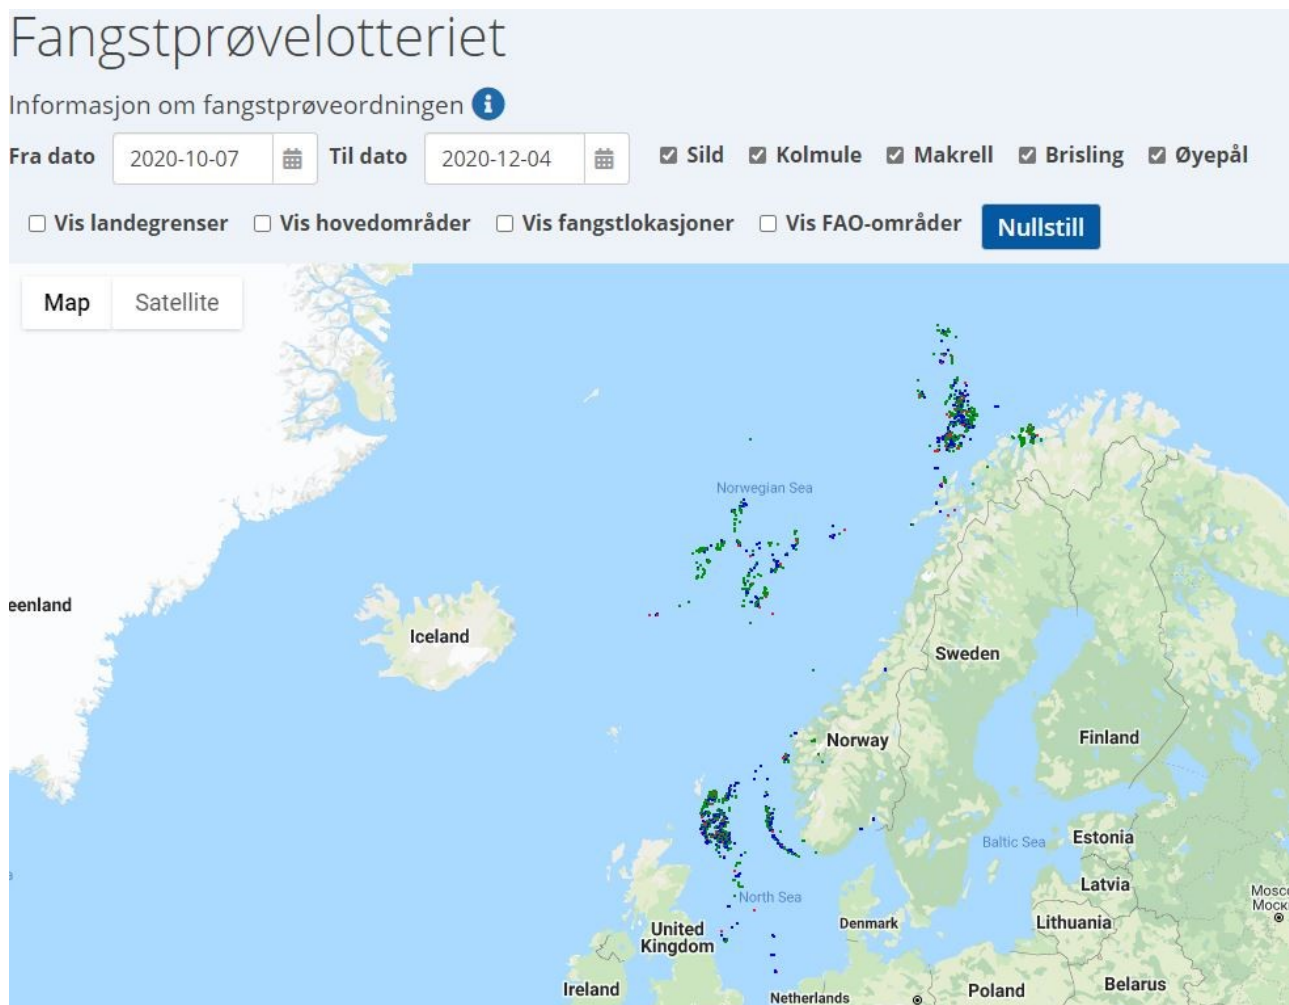 Fangstprøvelotteriet
Informasjon om fangstprøveordningen i
Fra dato 2020-10-07 Til dato 2020-12-04 Sild Kolmule Makrell Brisling Øyepål
Vis landegrenser Vis hovedområder Vis fangstlokasjoner Vis FAO-områder Nullstill
Map Satellite
Norwegian Sea
eenland
Iceland
Sweden
Norway
Finland
Baltic Sea
Estonia
Latvia
Mosco
Моск
North Sea
Denmark
Lithuania
United
Kingdom
Ireland
Netherlands
Poland
Belarus